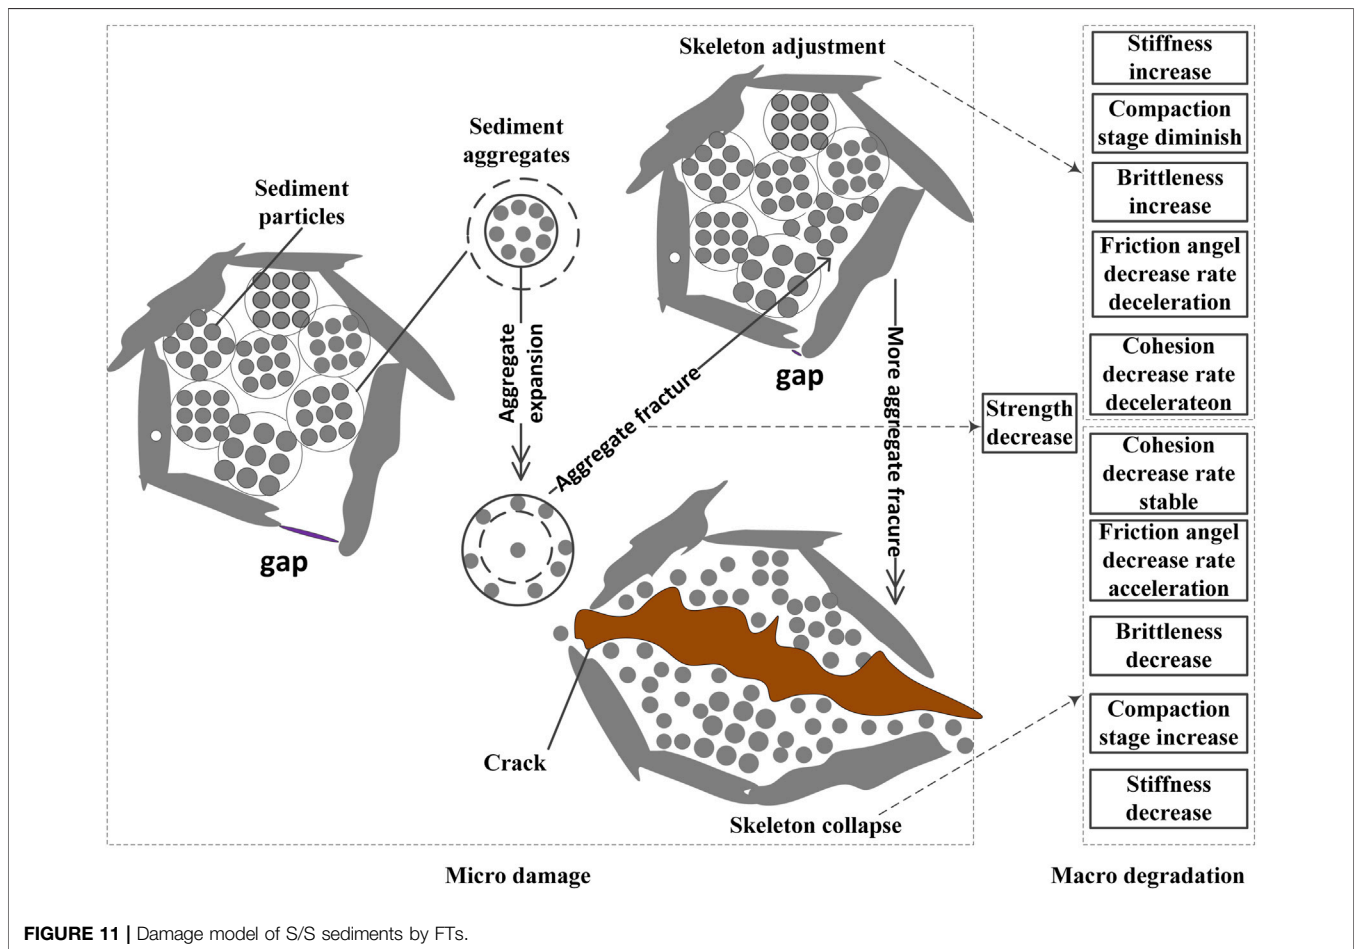 Skeleton adjustment
Sediment
aggregates
Sediment
particles
gap
Aggregate
expansion
Aggregate fracture
gap
More aggregate fracure
Crack
Skeleton collapse
Strength
decrease
Stiffness
increase
Compaction
stage diminish
Brittleness
increase
Friction angel
decrease rate
deceleration
Cohesion
decrease rate
decelerateon
Cohesion
decrease rate
stable
Friction angel
decrease rate
acceleration
Brittleness
decrease
Compaction
stage increase
Stiffness
decrease
Micro damage
Macro degradation
FIGURE 11 | Damage model of S/S sediments by FTs.